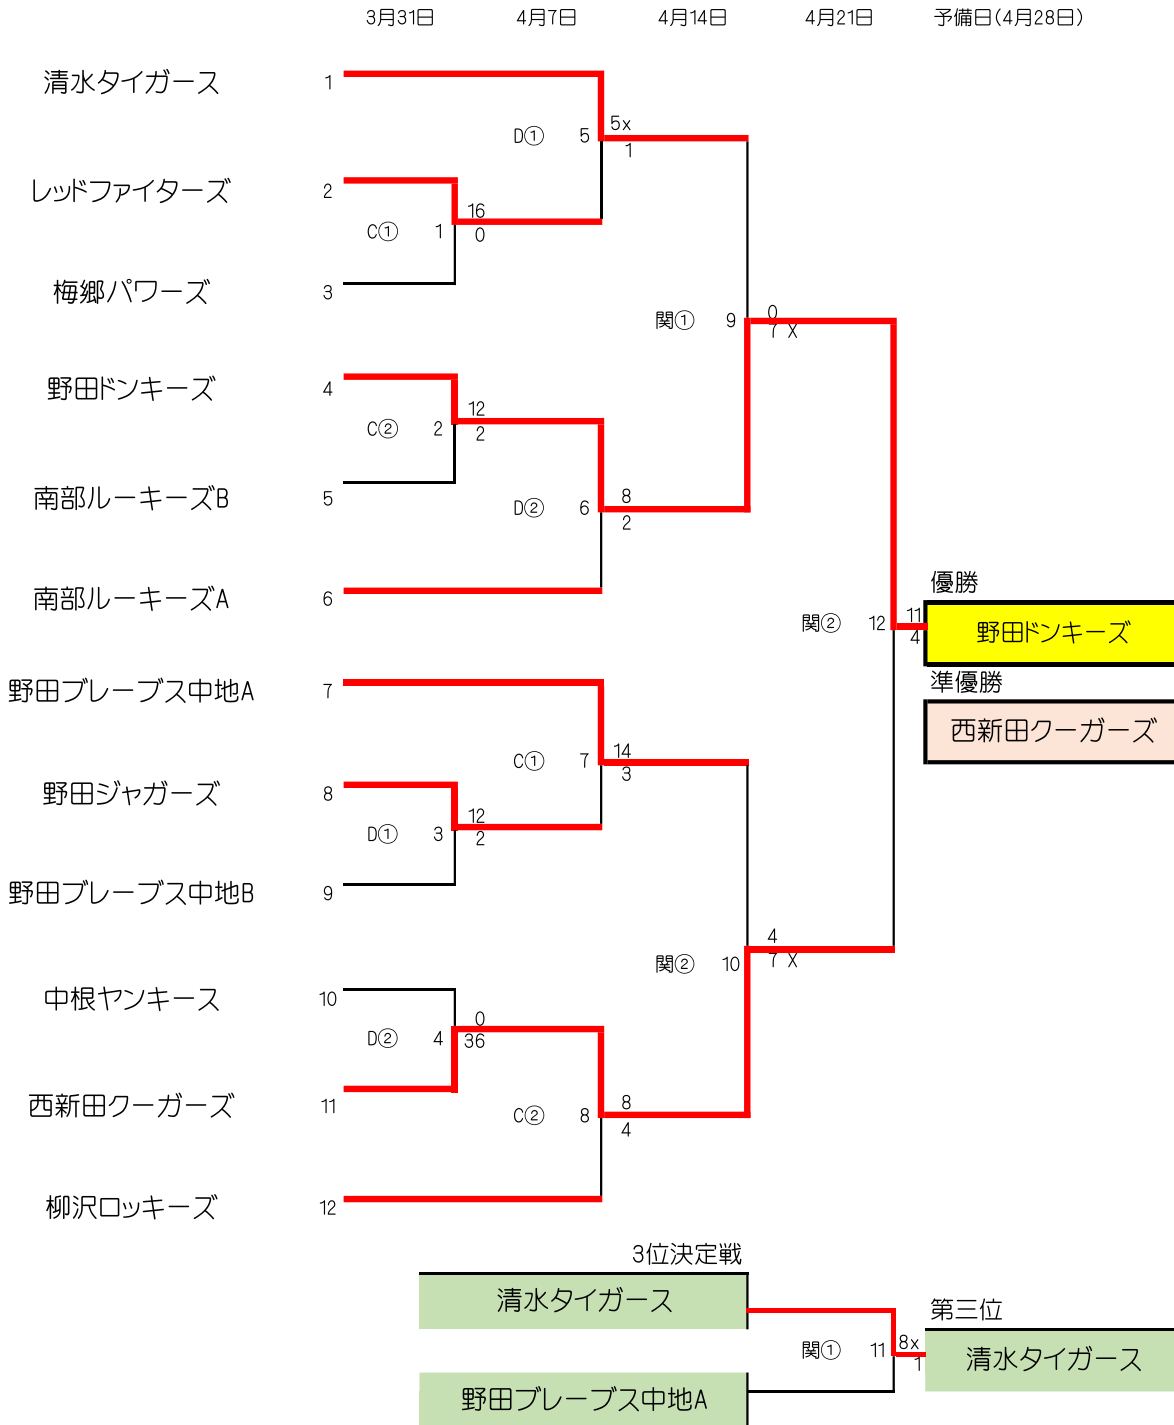 3月31日 4月7日 4月14日 4月21日 予備日(4月28日)
清水タイガース 1
D① 5 5x
1
レッドファイターズ 2
16
C① 1 0
梅郷パワーズ 3
関① 9 0
7 X
野田ドンキーズ 4
12
C② 2 2
南部ルーキーズB 5
8
D② 6 2
南部ルーキーズA 6
優勝
関② 12 11
4
野田ドンキーズ
準優勝
野田ブレーブス中地A 7
西新田クーガーズ
14
C① 7 3
野田ジャガーズ 8
12
D① 3 2
野田ブレーブス中地B 9
4
関② 10 7 X
中根ヤンキース 10
0
D② 4 36
西新田クーガーズ 11
8
C② 8 4
柳沢ロッキーズ 12
3位決定戦
清水タイガース
第三位
関① 11 8x
1
清水タイガース
野田ブレーブス中地A